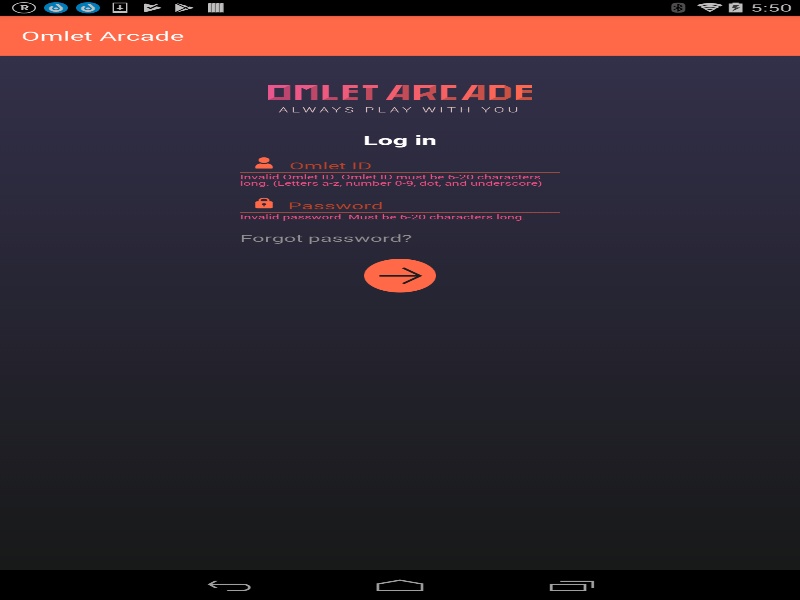 R
5:50
Omlet Arcade
OMLET ARCADE
ALWAYS PLAY WITH YOU
Log in
Omlet ID
Invalid Omlet ID. Omlet ID must be 6-20 characters
long. (Letters a-z, number 0-9, dot, and underscore)
Password
Invalid password. Must be 6-20 characters long.
Forgot password?